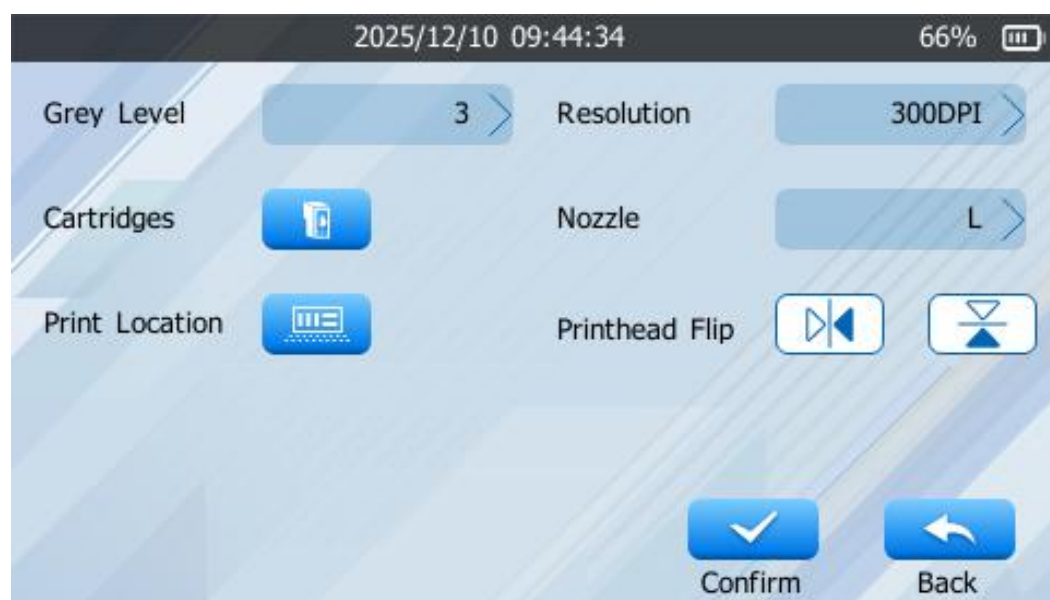 2025/12/10 09:44:34 66%
Grey Level 3 Resolution 300DPI
Cartridges Nozzle L
Print Location Printhead Flip
Confirm Back